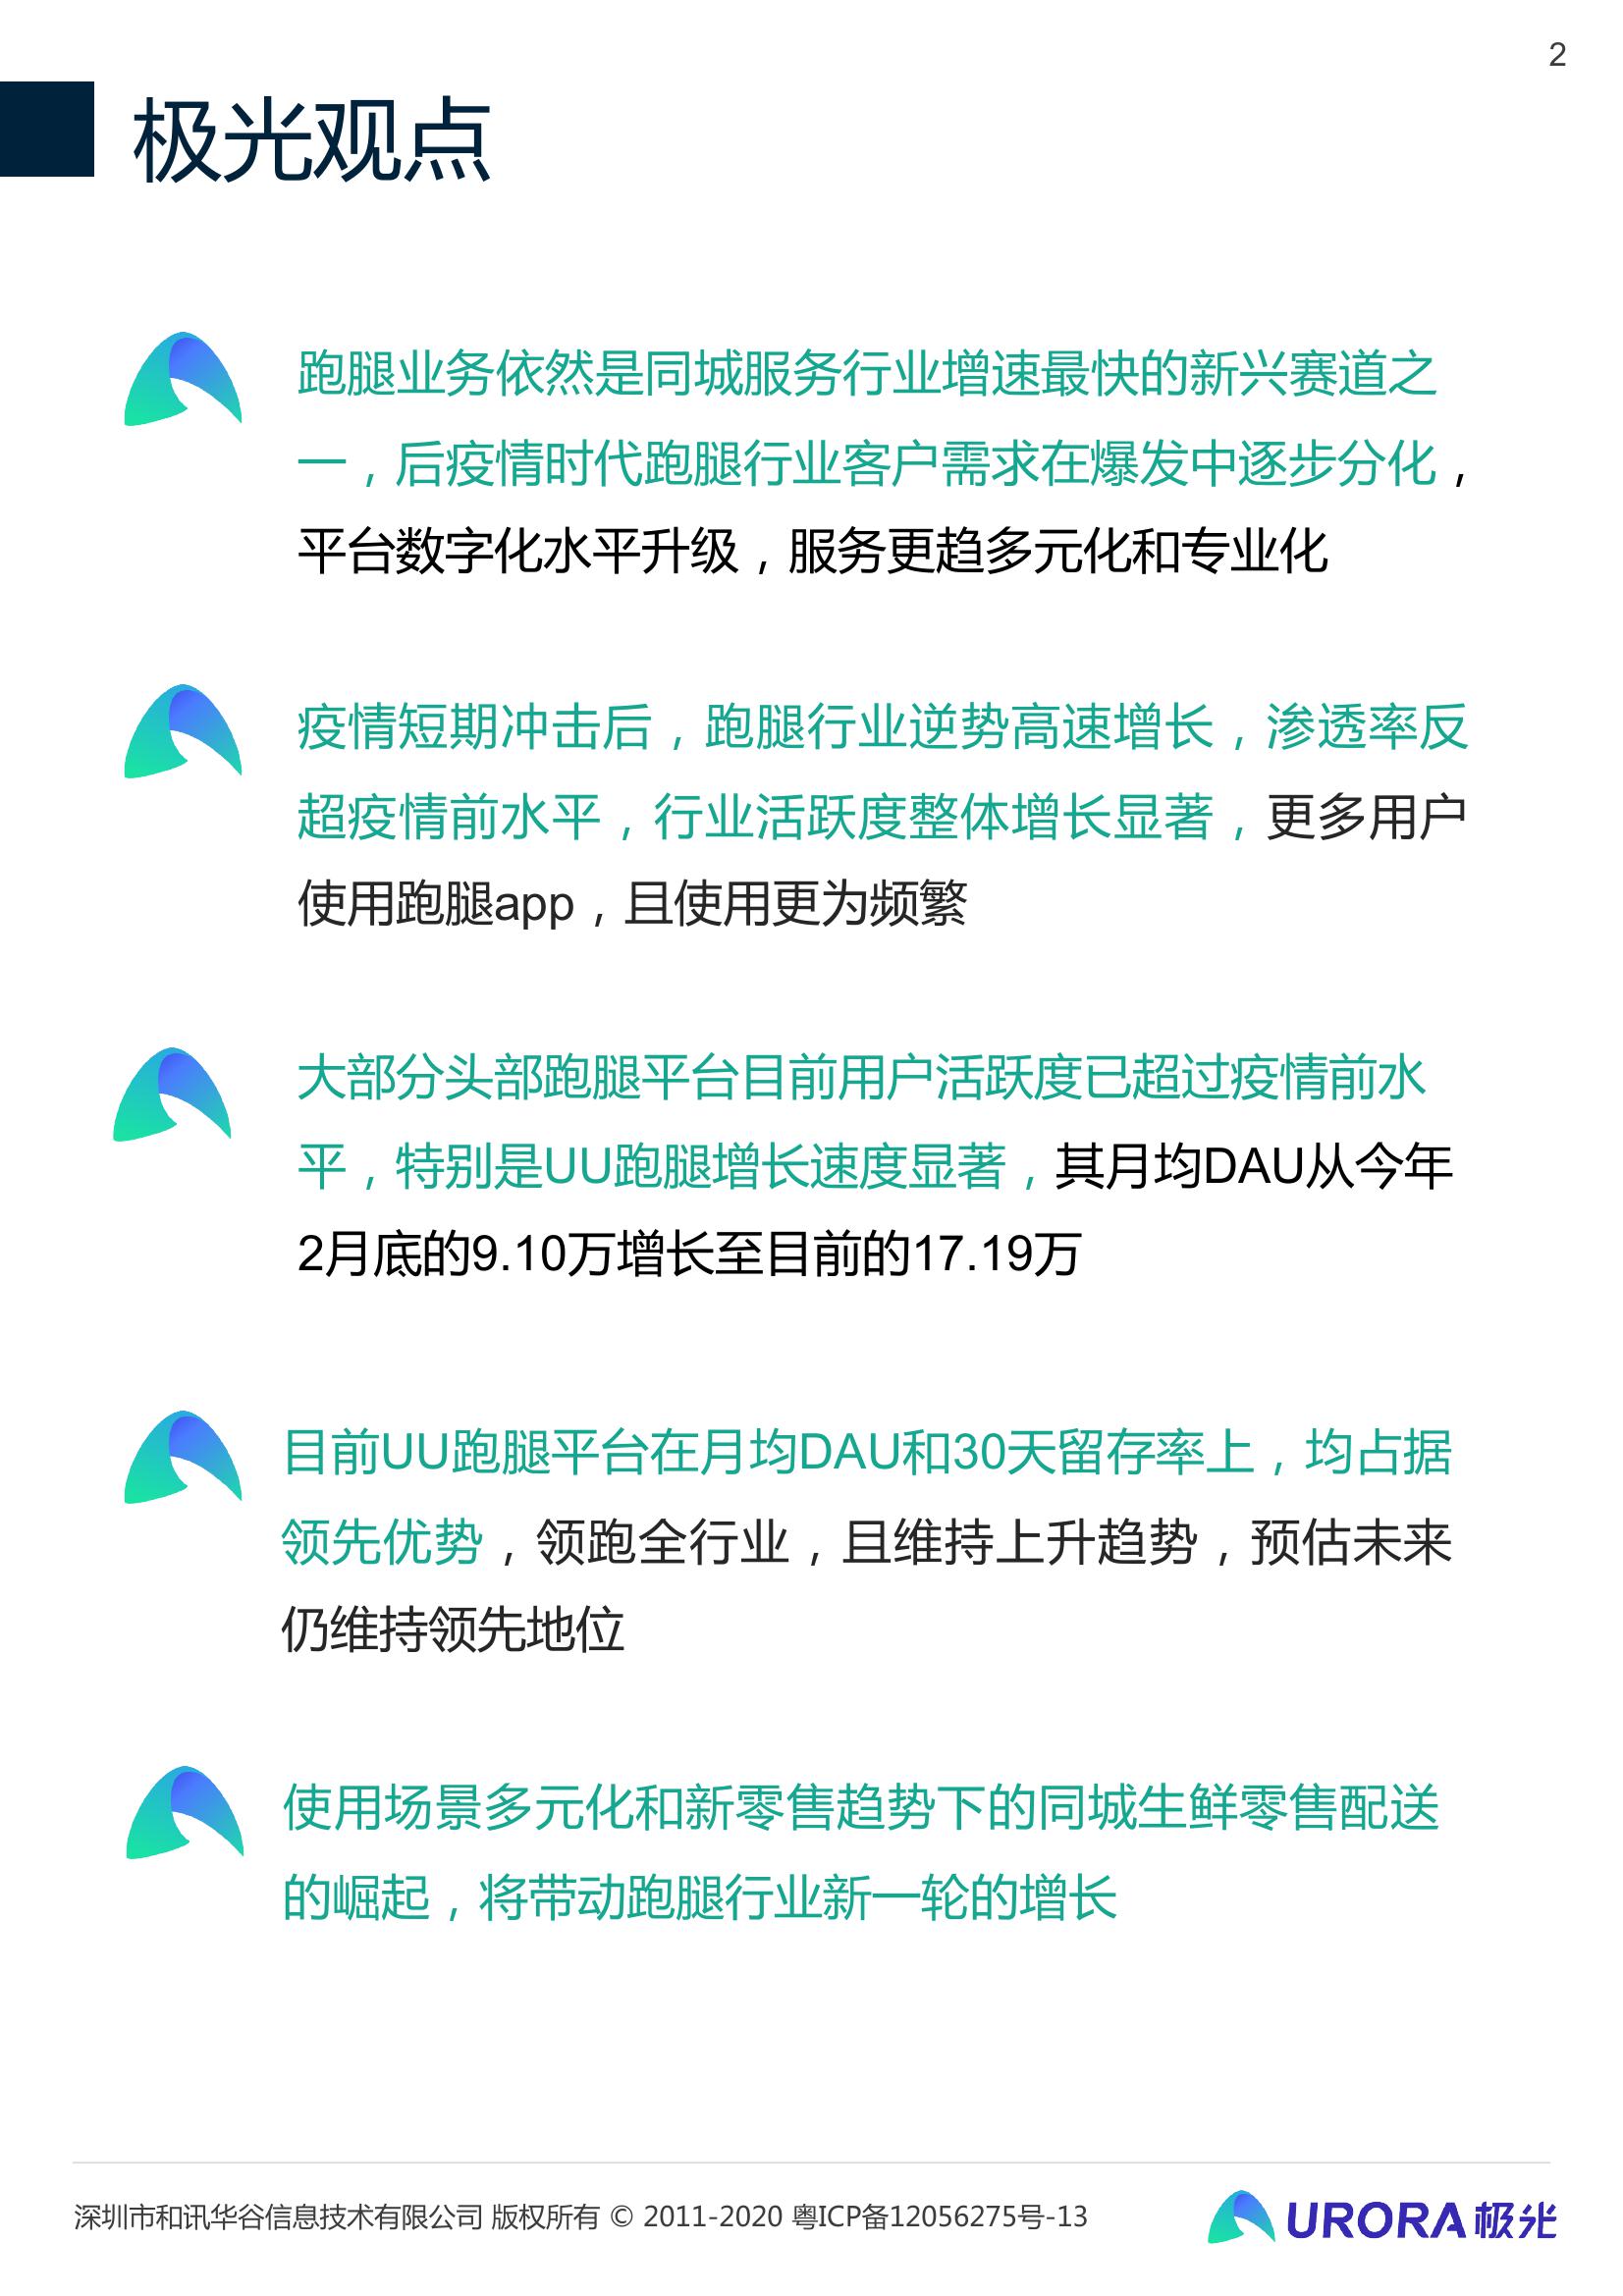 2
极光观点
跑腿业务依然是同城服务行业增速最快的新兴赛道之
一，后疫情时代跑腿行业客户需求在爆发中逐步分化，
平台数字化水平升级，服务更趋多元化和专业化
疫情短期冲击后，跑腿行业逆势高速增长，渗透率反
超疫情前水平，行业活跃度整体增长显著，更多用户
使用跑腿app，且使用更为频繁
大部分头部跑腿平台目前用户活跃度已超过疫情前水
平，特别是UU跑腿增长速度显著，其月均DAU从今年
2月底的9.10万增长至目前的17.19万
目前UU跑腿平台在月均DAU和30天留存率上，均占据
领先优势，领跑全行业，且维持上升趋势，预估未来
仍维持领先地位
使用场景多元化和新零售趋势下的同城生鲜零售配送
的崛起，将带动跑腿行业新一轮的增长
深圳市和讯华谷信息技术有限公司 版权所有 © 2011-2020 粤ICP备12056275号-13
URORA极光